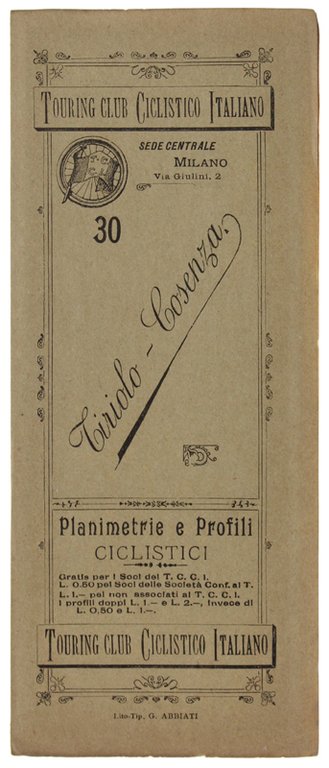 TOURING CLUB CICLISTICO ITALIANO
SEDE CENTRALE
MILANO
Via Giulini, 2
30
Tiriolo - Cosenza.
Planimetrie e Profili
CICLISTICI
Gratis per i Soci del T. C. C. I.
L. 0.50 pei Soci delle Società Conf. al T.
L. 1.— pei non associati al T. C. C. I.
I profili doppi L. 1.— e L. 2.—, invece di
L. 0,50 e L. 1.—.
TOURING CLUB CICLISTICO ITALIANO
Lito-Tip. G. ABBIATI